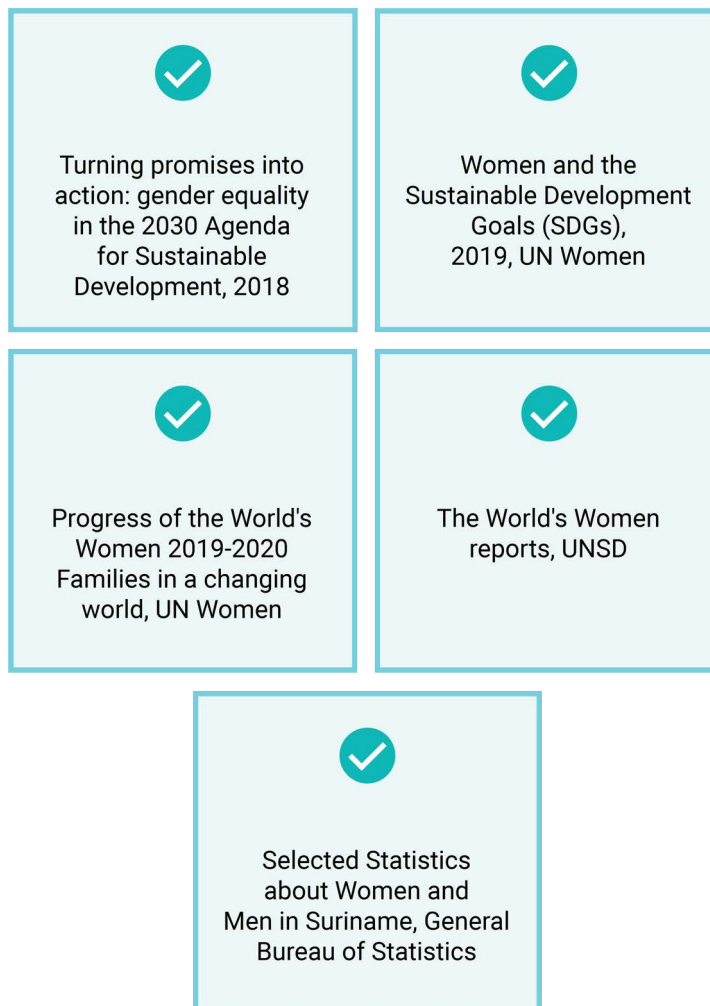 Turning promises into
action: gender equality
in the 2030 Agenda
for Sustainable
Development, 2018
Women and the
Sustainable Development
Goals (SDGs),
2019, UN Women
Progress of the World's
Women 2019-2020
Families in a changing
world, UN Women
The World's Women
reports, UNSD
Selected Statistics
about Women and
Men in Suriname, General
Bureau of Statistics